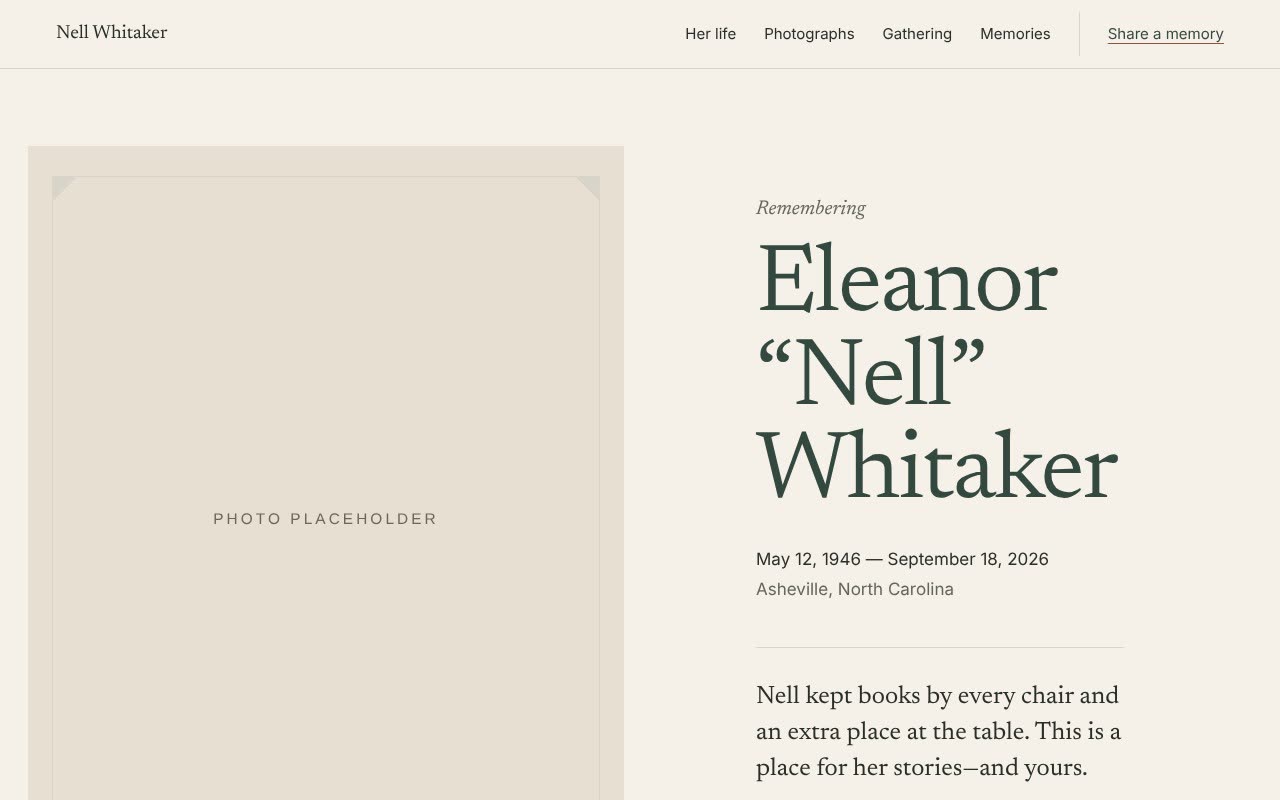 Nell Whitaker
Her life
Photographs
Gathering
Memories
Share a memory
PHOTO PLACEHOLDER
Remembering
Eleanor
“Nell”
Whitaker
May 12, 1946 — September 18, 2026
Asheville, North Carolina
Nell kept books by every chair and
an extra place at the table. This is a
place for her stories—and yours.